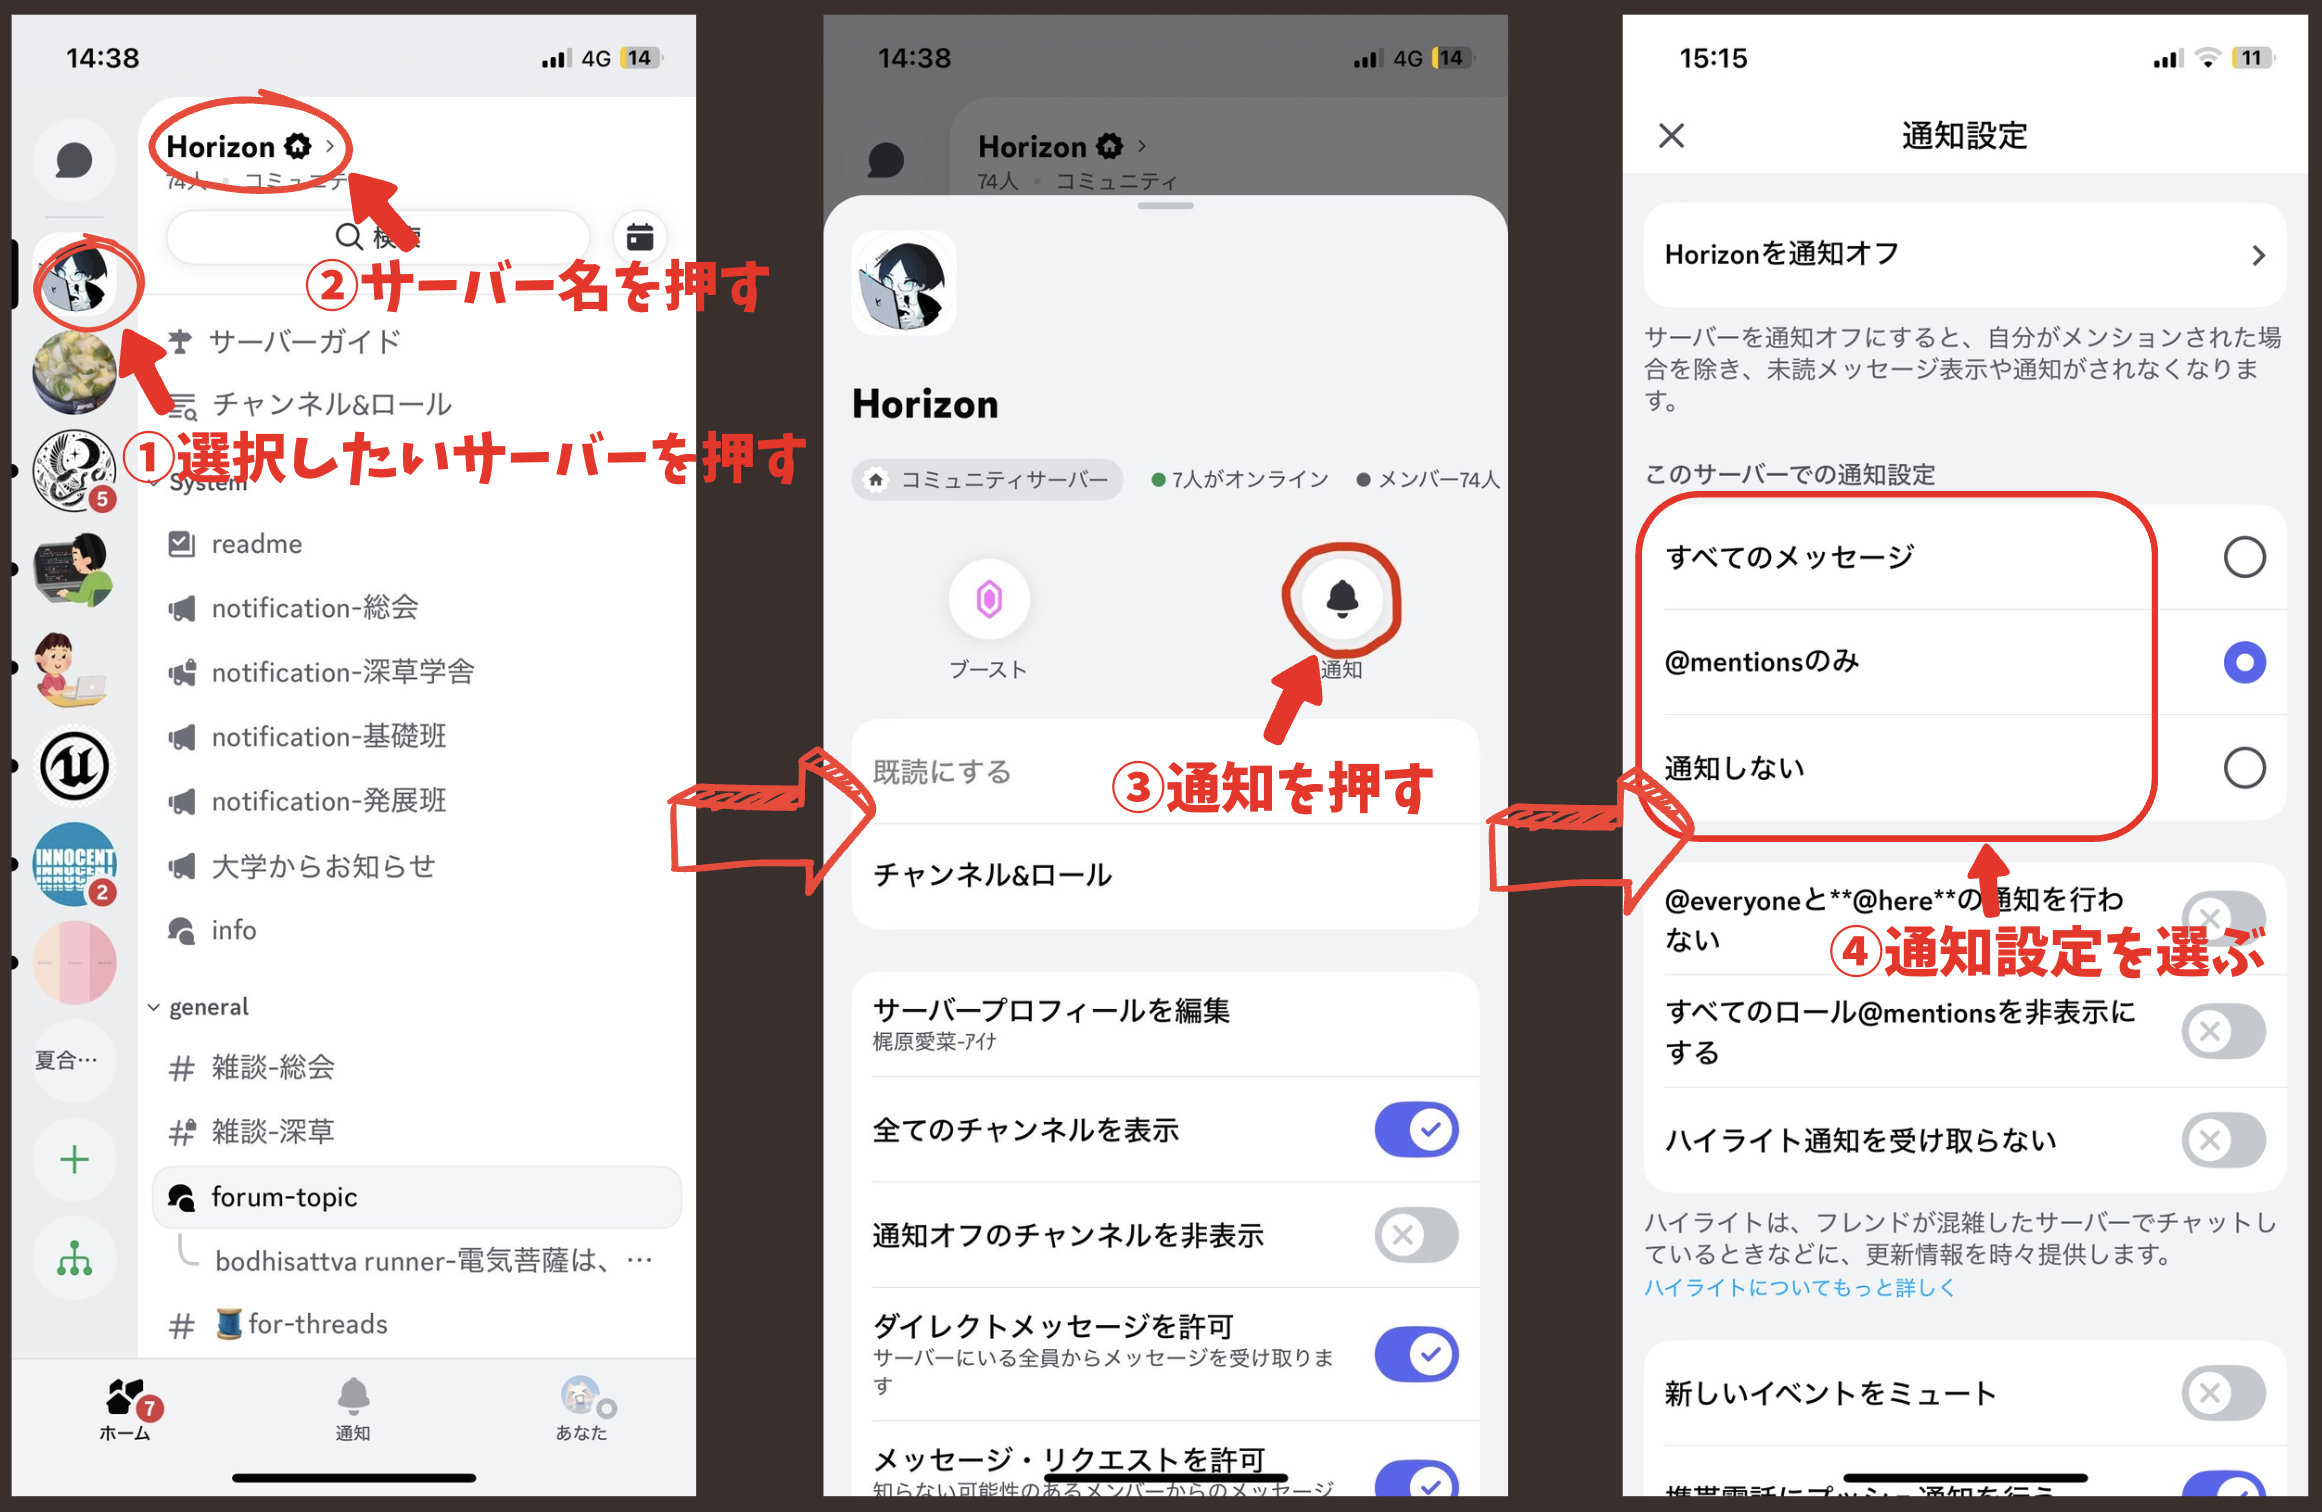 14:38
4G 14
Horizon
74人 コミュニテ
検索
②サーバー名を押す
サーバーガイド
チャンネル&ロール
①選択したいサーバーを押す
System
readme
notification-総会
notification-深草学舎
notification-基礎班
notification-発展班
大学からお知らせ
info
general
雑談-総会
雑談-深草
forum-topic
bodhisattva runner-電気菩薩は、…
for-threads
5
INNOCENT
2
夏合…
7
ホーム
通知
あなた
14:38
4G 14
Horizon
74人 • コミュニティ
Horizon
コミュニティサーバー
7人がオンライン
メンバー74人
ブースト
通知
③通知を押す
既読にする
チャンネル&ロール
サーバープロフィールを編集
梶原愛菜-ｱｲﾅ
全てのチャンネルを表示
通知オフのチャンネルを非表示
ダイレクトメッセージを許可
サーバーにいる全員からメッセージを受け取りま
す
メッセージ・リクエストを許可
知らない可能性のあるメンバーからのメッセージ
15:15
11
通知設定
Horizonを通知オフ
サーバーを通知オフにすると、自分がメンションされた場
合を除き、未読メッセージ表示や通知がされなくなりま
す。
このサーバーでの通知設定
すべてのメッセージ
@mentionsのみ
通知しない
@everyoneと**@here**の通知を行わ
ない
④通知設定を選ぶ
すべてのロール@mentionsを非表示に
する
ハイライト通知を受け取らない
ハイライトは、フレンドが混雑したサーバーでチャットし
ているときなどに、更新情報を時々提供します。
ハイライトについてもっと詳しく
新しいイベントをミュート
携帯電話にプッシュ通知を行う